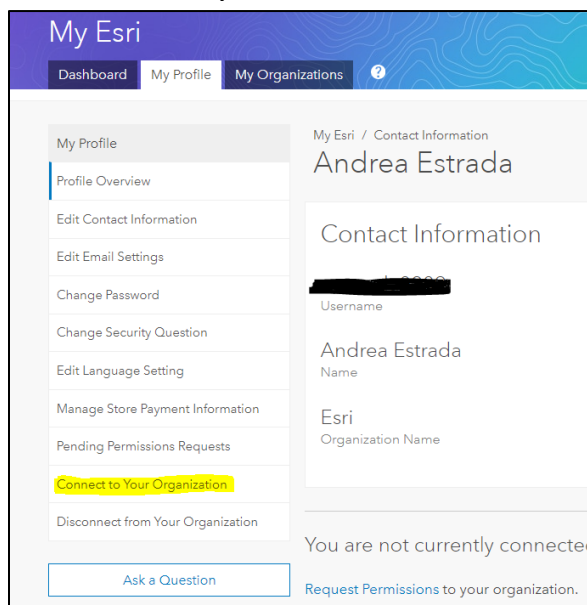 My Esri
Dashboard My Profile My Organizations ?
My Profile
Profile Overview
Edit Contact Information
Edit Email Settings
Change Password
Change Security Question
Edit Language Setting
Manage Store Payment Information
Pending Permissions Requests
Connect to Your Organization
Disconnect from Your Organization
Ask a Question
My Esri / Contact Information
Andrea Estrada
Contact Information
Username
Andrea Estrada
Name
Esri
Organization Name
You are not currently connected
Request Permissions to your organization.